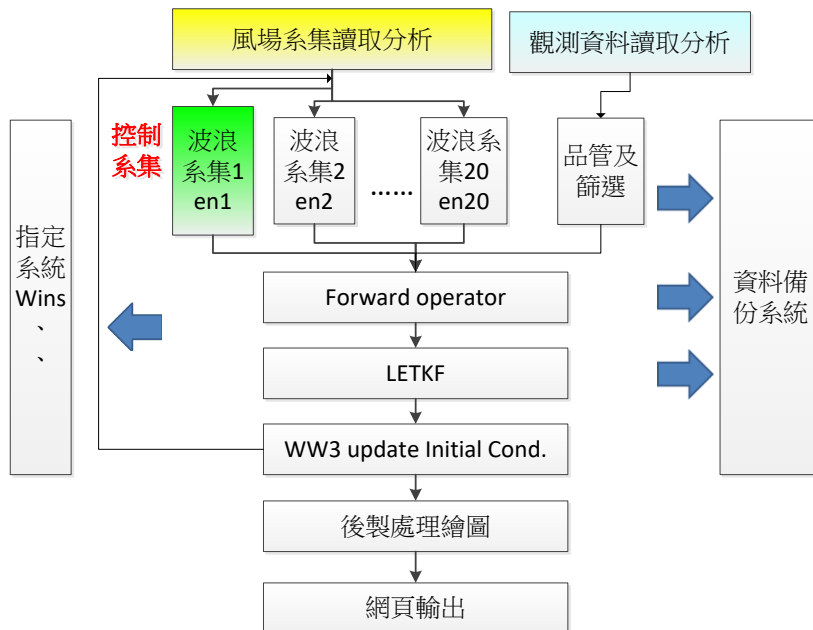 風場系集讀取分析
觀測資料讀取分析
控制
系集
波浪
系集1
en1
波浪
系集2
en2
......
波浪系
集20
en20
品管及
篩選
指定
系統
Wins
、
、
資料備
份系統
Forward operator
LETKF
WW3 update Initial Cond.
後製處理繪圖
網頁輸出